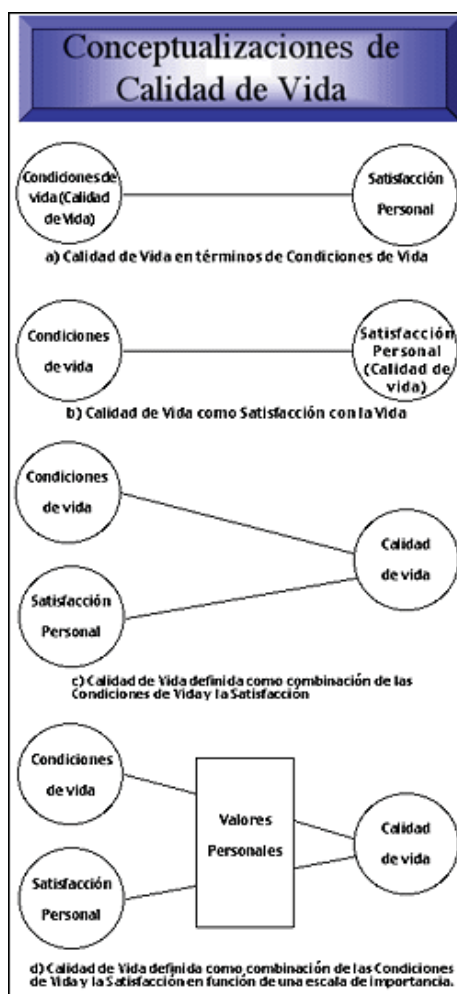 Conceptualizaciones de
Calidad de Vida
Condiciones de
vida (Calidad
de Vida)
Satisfacción
Personal
a) Calidad de Vida en términos de Condiciones de Vida
Condiciones
de vida
Satisfacción
Personal
(Calidad de
vida)
b) Calidad de Vida como Satisfacción con la Vida
Condiciones
de vida
Satisfacción
Personal
Calidad
de vida
c) Calidad de Vida definida como combinación de las
Condiciones de Vida y la Satisfacción
Condiciones
de vida
Satisfacción
Personal
Valores
Personales
Calidad
de vida
d) Calidad de Vida definida como combinación de las Condiciones
de Vida y la Satisfacción en función de una escala de importancia.